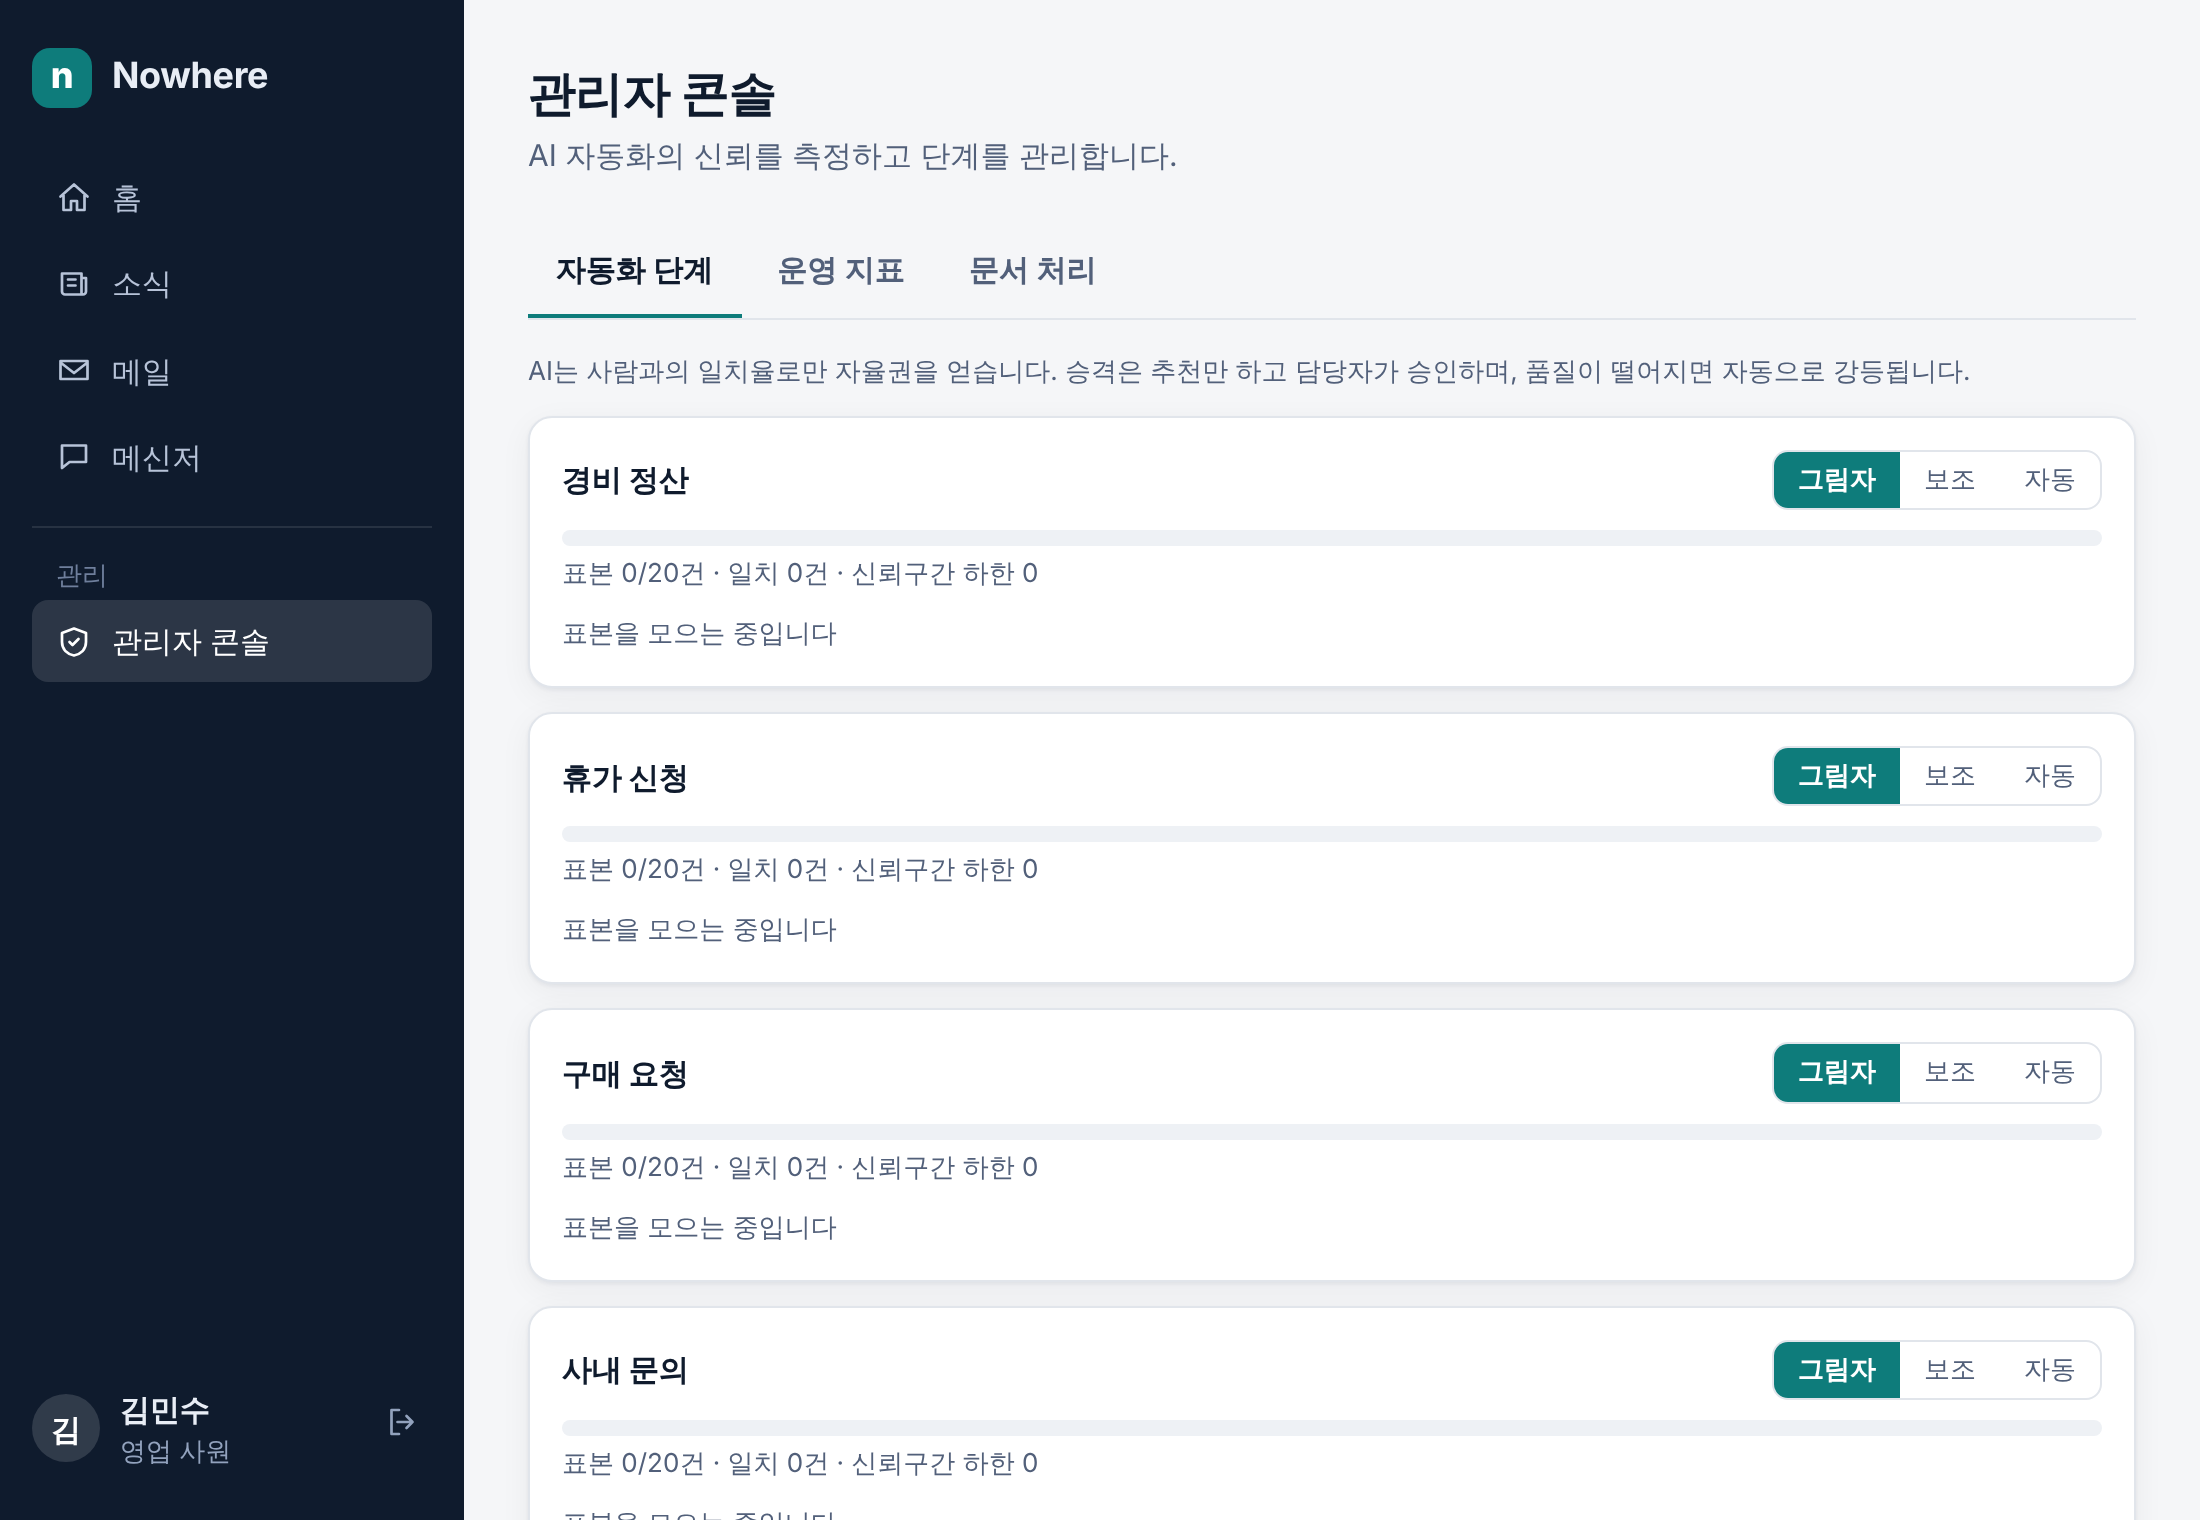 n Nowhere
홈
소식
메일
메신저
관리
관리자 콘솔
김 김민수
영업 사원
관리자 콘솔
AI 자동화의 신뢰를 측정하고 단계를 관리합니다.
자동화 단계 운영 지표 문서 처리
AI는 사람과의 일치율로만 자율권을 얻습니다. 승격은 추천만 하고 담당자가 승인하며, 품질이 떨어지면 자동으로 강등됩니다.
경비 정산 그림자 보조 자동
표본 0/20건 · 일치 0건 · 신뢰구간 하한 0
표본을 모으는 중입니다
휴가 신청 그림자 보조 자동
표본 0/20건 · 일치 0건 · 신뢰구간 하한 0
표본을 모으는 중입니다
구매 요청 그림자 보조 자동
표본 0/20건 · 일치 0건 · 신뢰구간 하한 0
표본을 모으는 중입니다
사내 문의 그림자 보조 자동
표본 0/20건 · 일치 0건 · 신뢰구간 하한 0